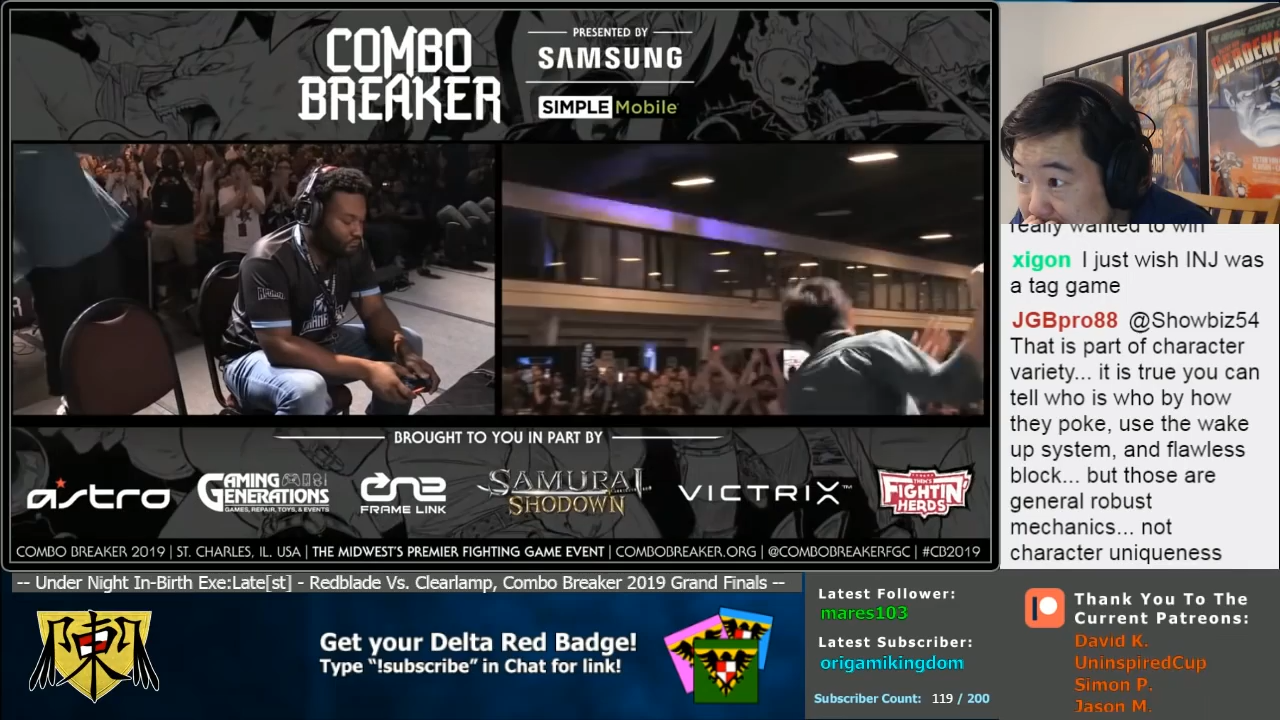 COMBO
BREAKER
PRESENTED BY
SAMSUNG
SIMPLE Mobile
BROUGHT TO YOU IN PART BY
astro
GAMING
GENERATIONS
GAMES, REPAIR, TOYS, & EVENTS
ONE
FRAME LINK
SAMURAI
SHODOWN
VICTRIX™
THEM'S
FIGHTIN'
HERDS
COMBO BREAKER 2019 | ST. CHARLES, IL. USA | THE MIDWEST'S PREMIER FIGHTING GAME EVENT | COMBOBREAKER.ORG | @COMBOBREAKERFGC | #CB2019
really wanted to win
xigon I just wish INJ was
a tag game
JGBpro88 @Showbiz54
That is part of character
variety... it is true you can
tell who is who by how
they poke, use the wake
up system, and flawless
block... but those are
general robust
mechanics... not
character uniqueness
-- Under Night In-Birth Exe:Late[st] - Redblade Vs. Clearlamp, Combo Breaker 2019 Grand Finals --
Get your Delta Red Badge!
Type “!subscribe” in Chat for link!
Latest Follower:
mares103
Latest Subscriber:
origamikingdom
Subscriber Count: 119 / 200
Thank You To The
Current Patreons:
David K.
UninspiredCup
Simon P.
Jason M.